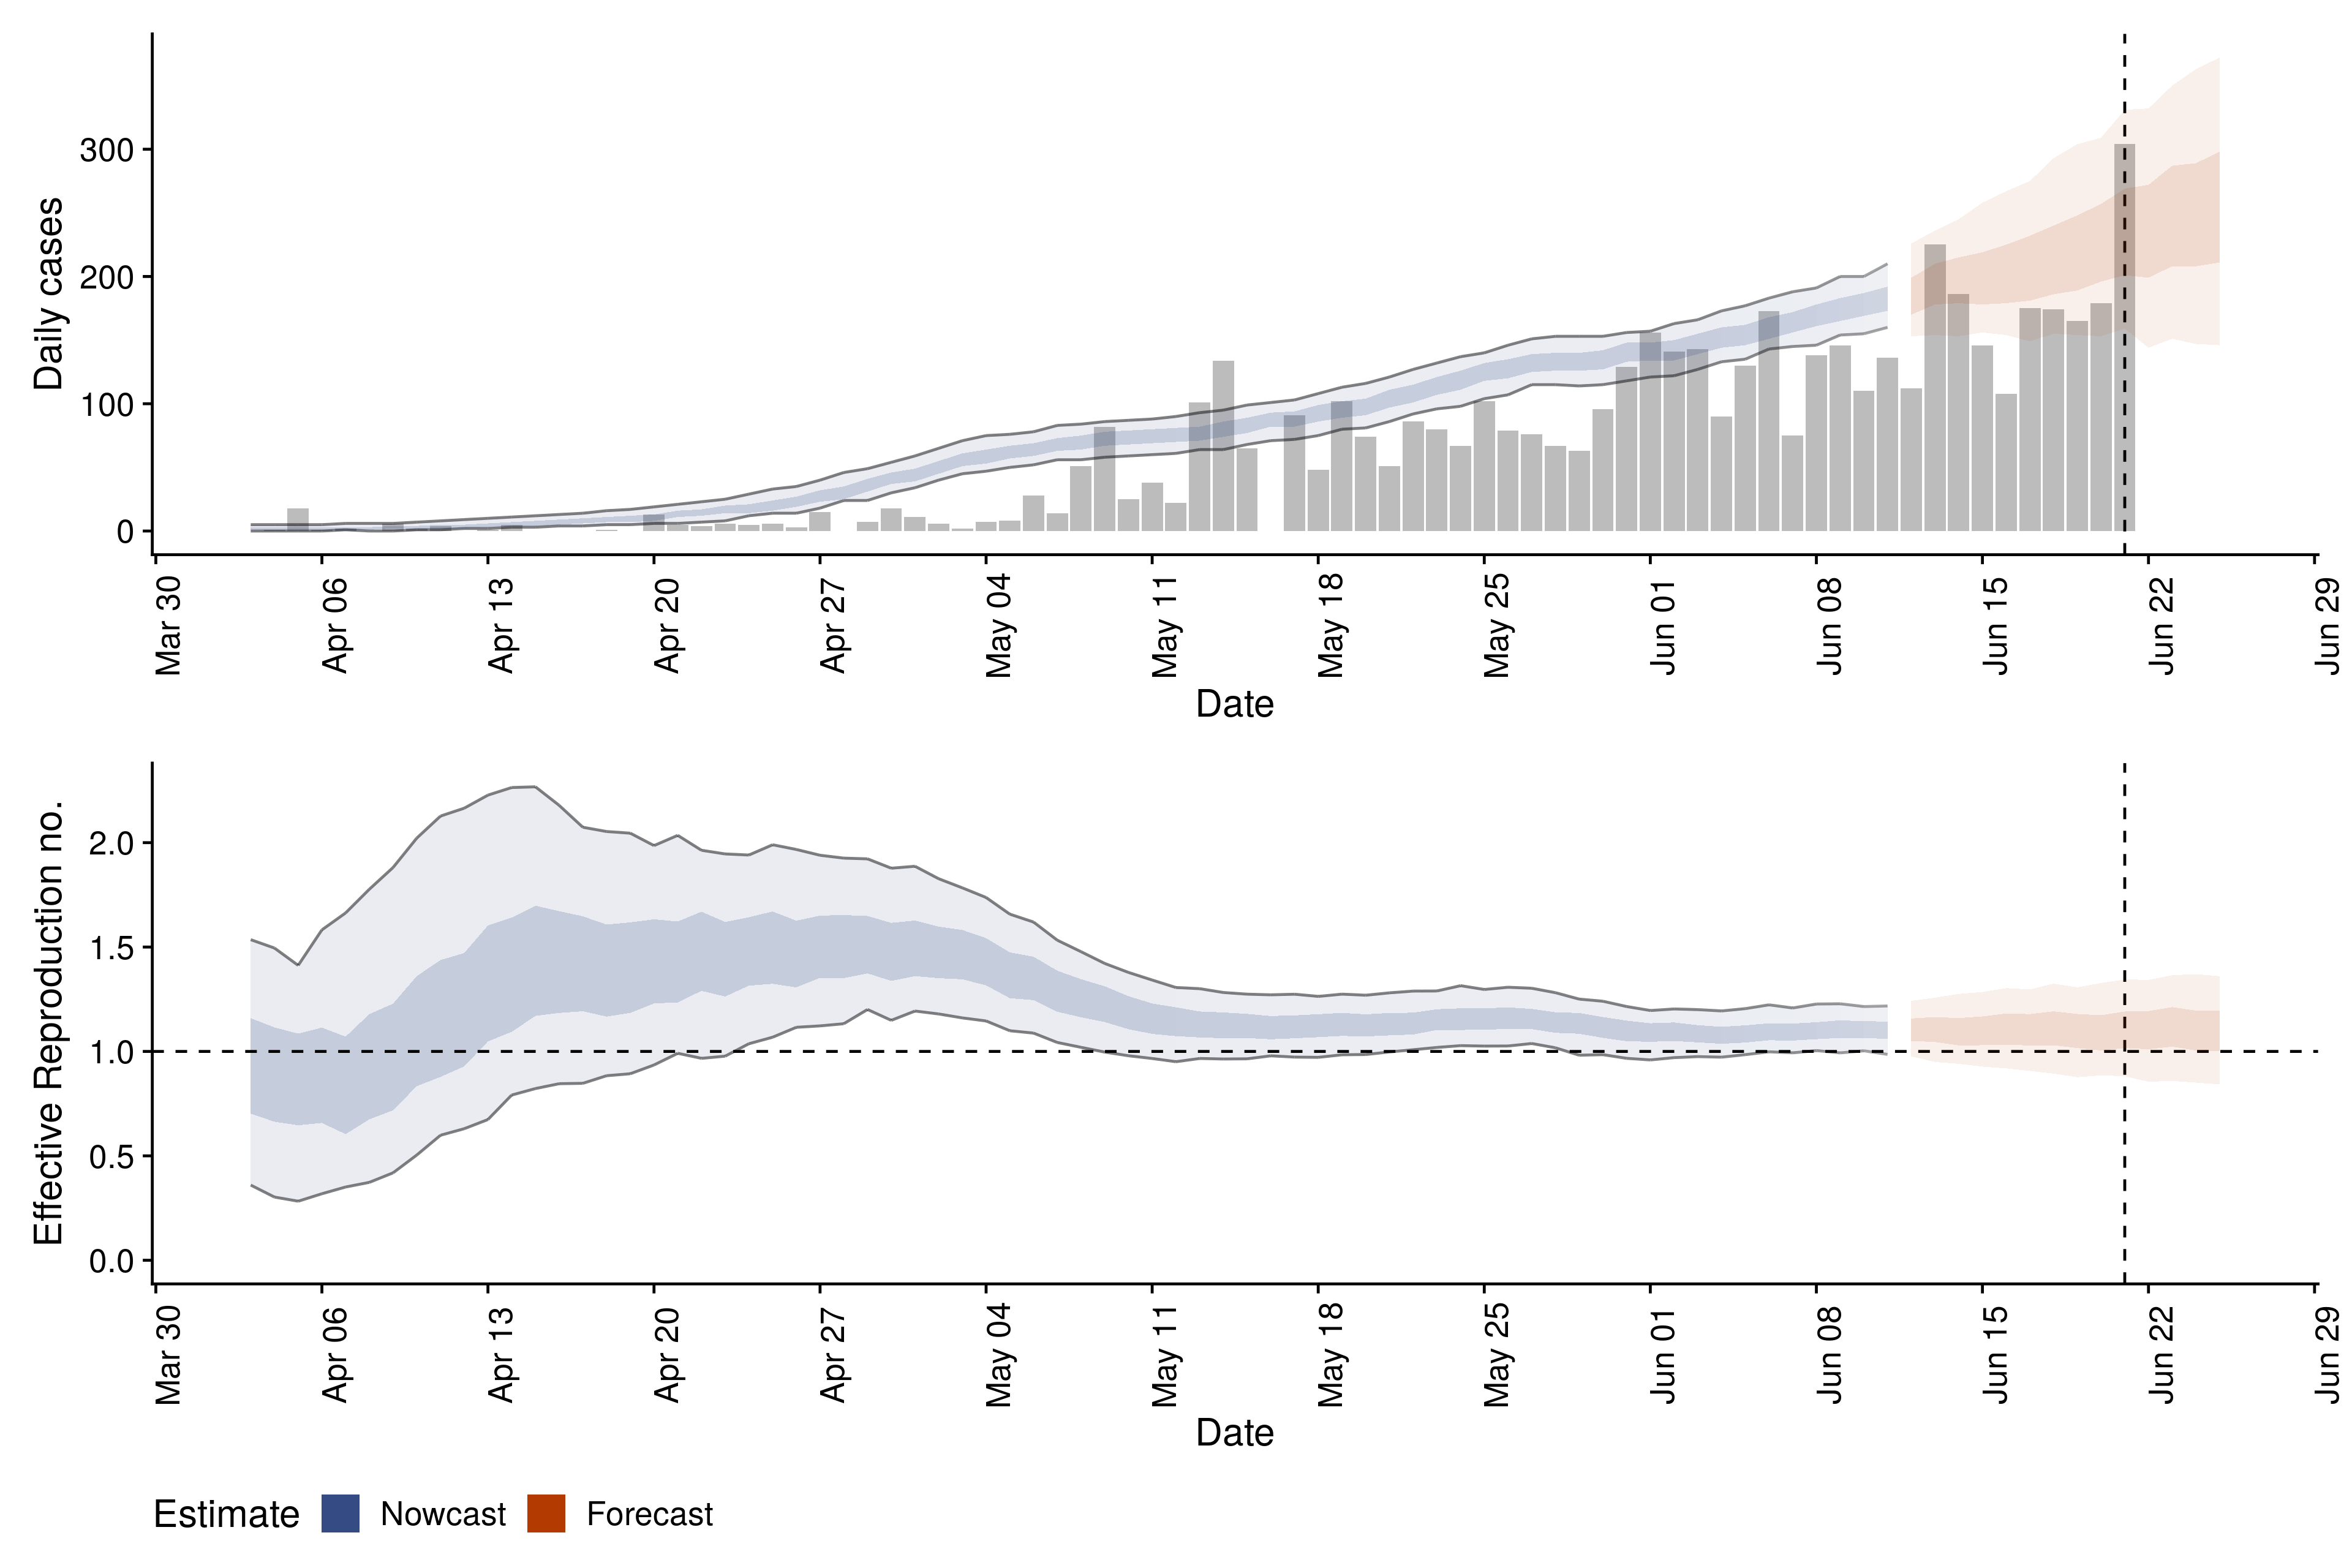 Daily cases
300
200
100
0
Mar 30
Apr 06
Apr 13
Apr 20
Apr 27
May 04
May 11
May 18
May 25
Jun 01
Jun 08
Jun 15
Jun 22
Jun 29
Date
Effective Reproduction no.
2.0
1.5
1.0
0.5
0.0
Mar 30
Apr 06
Apr 13
Apr 20
Apr 27
May 04
May 11
May 18
May 25
Jun 01
Jun 08
Jun 15
Jun 22
Jun 29
Date
Estimate Nowcast Forecast